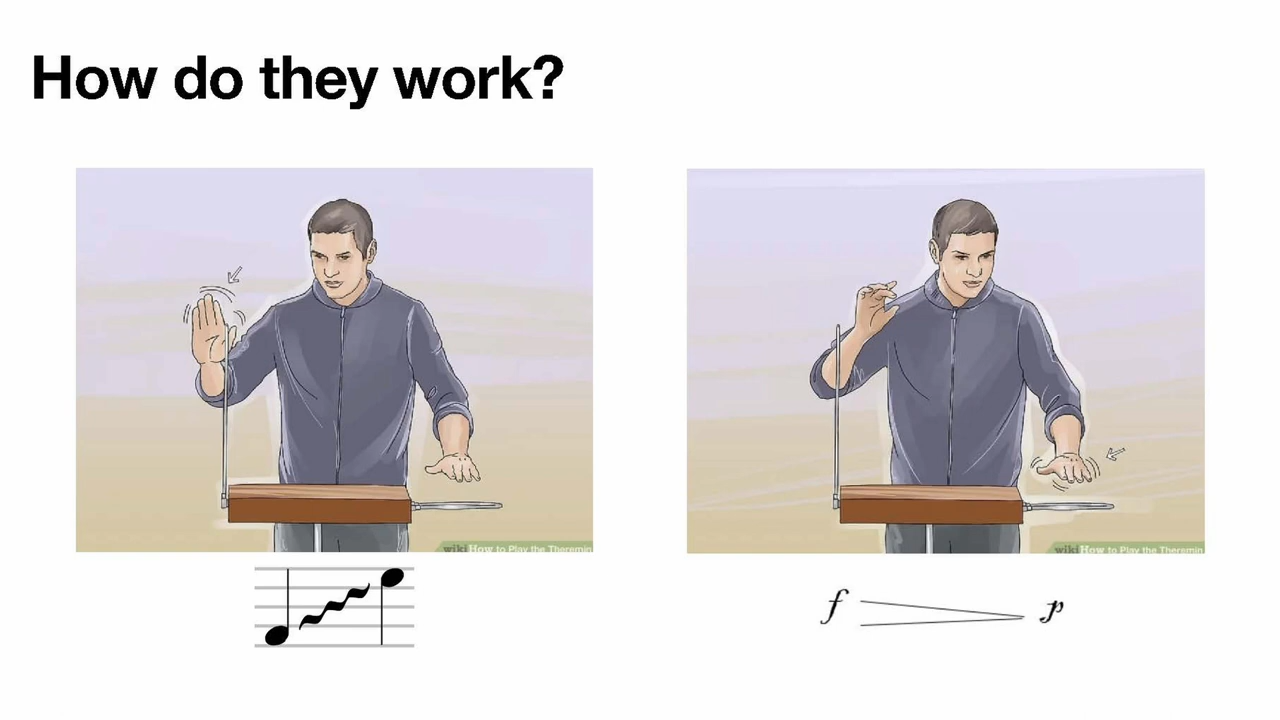 How do they work?
wikiHow to Play the Theremin
wikiHow to Play the Theremin
f
p